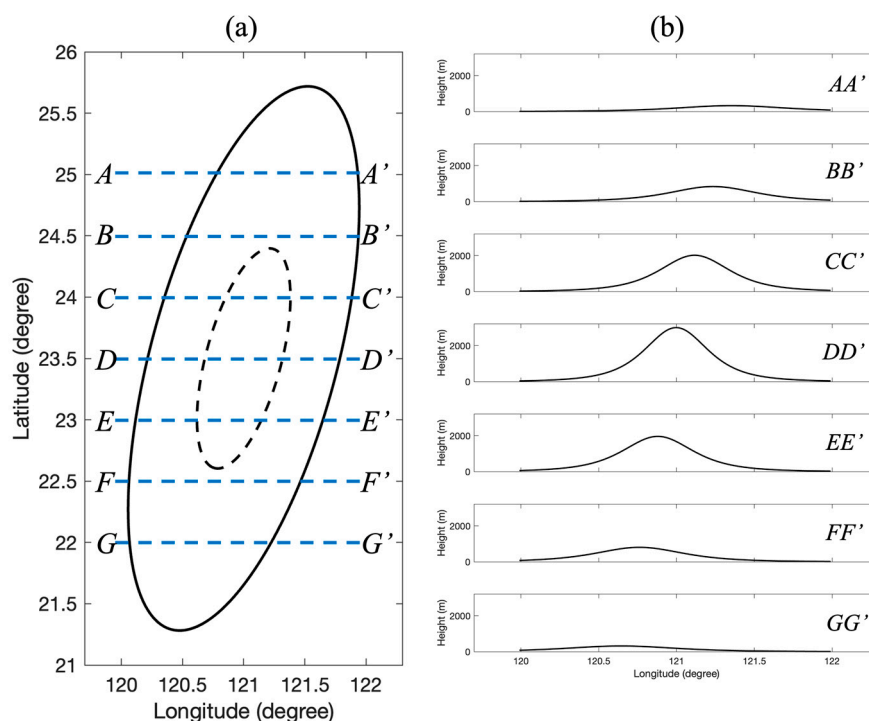 (a)
26
25.5
25
24.5
24
23.5
23
22.5
22
21.5
21
A A'
B B'
C C'
D D'
E E'
F F'
G G'
120 120.5 121 121.5 122
Longitude (degree)
Latitude (degree)
(b)
Height (m)
2000
0
AA'
Height (m)
2000
0
BB'
Height (m)
2000
0
CC'
Height (m)
2000
0
DD'
Height (m)
2000
0
EE'
Height (m)
2000
0
FF'
Height (m)
2000
0
GG'
120 120.5 121 121.5 122
Longitude (degree)